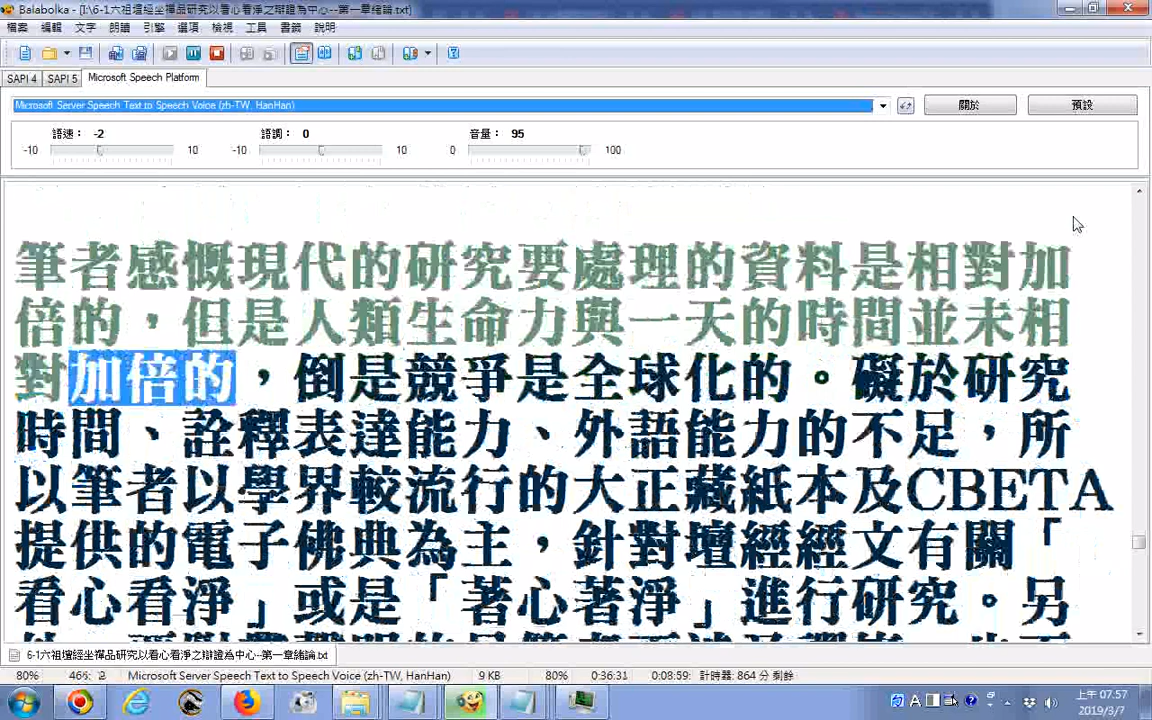 Balabolka - [I:\6-1六祖壇經坐禪品研究以看心看淨之辯證為中心--第一章緒論.txt]
檔案 編輯 文字 朗讀 引擎 選項 檢視 工具 書籤 說明
SAPI 4 SAPI 5 Microsoft Speech Platform
Microsoft Server Speech Text to Speech Voice (zh-TW, HanHan)
關於 預設
語速： -2 語調： 0 音量： 95
-10 10 -10 10 0 100
筆者感慨現代的研究要處理的資料是相對加
倍的，但是人類生命力與一天的時間並未相
對加倍的，倒是競爭是全球化的。礙於研究
時間、詮釋表達能力、外語能力的不足，所
以筆者以學界較流行的大正藏紙本及CBETA
提供的電子佛典為主，針對壇經經文有關「
看心看淨」或是「著心著淨」進行研究。另
6-1六祖壇經坐禪品研究以看心看淨之辯證為中心--第一章緒論.txt
80% 466: 2 Microsoft Server Speech Text to Speech Voice (zh-TW, HanHan) 9 KB 80% 0:36:31 0:08:59: 計時器: 864 分 剩餘
上午 07:57
2019/3/7